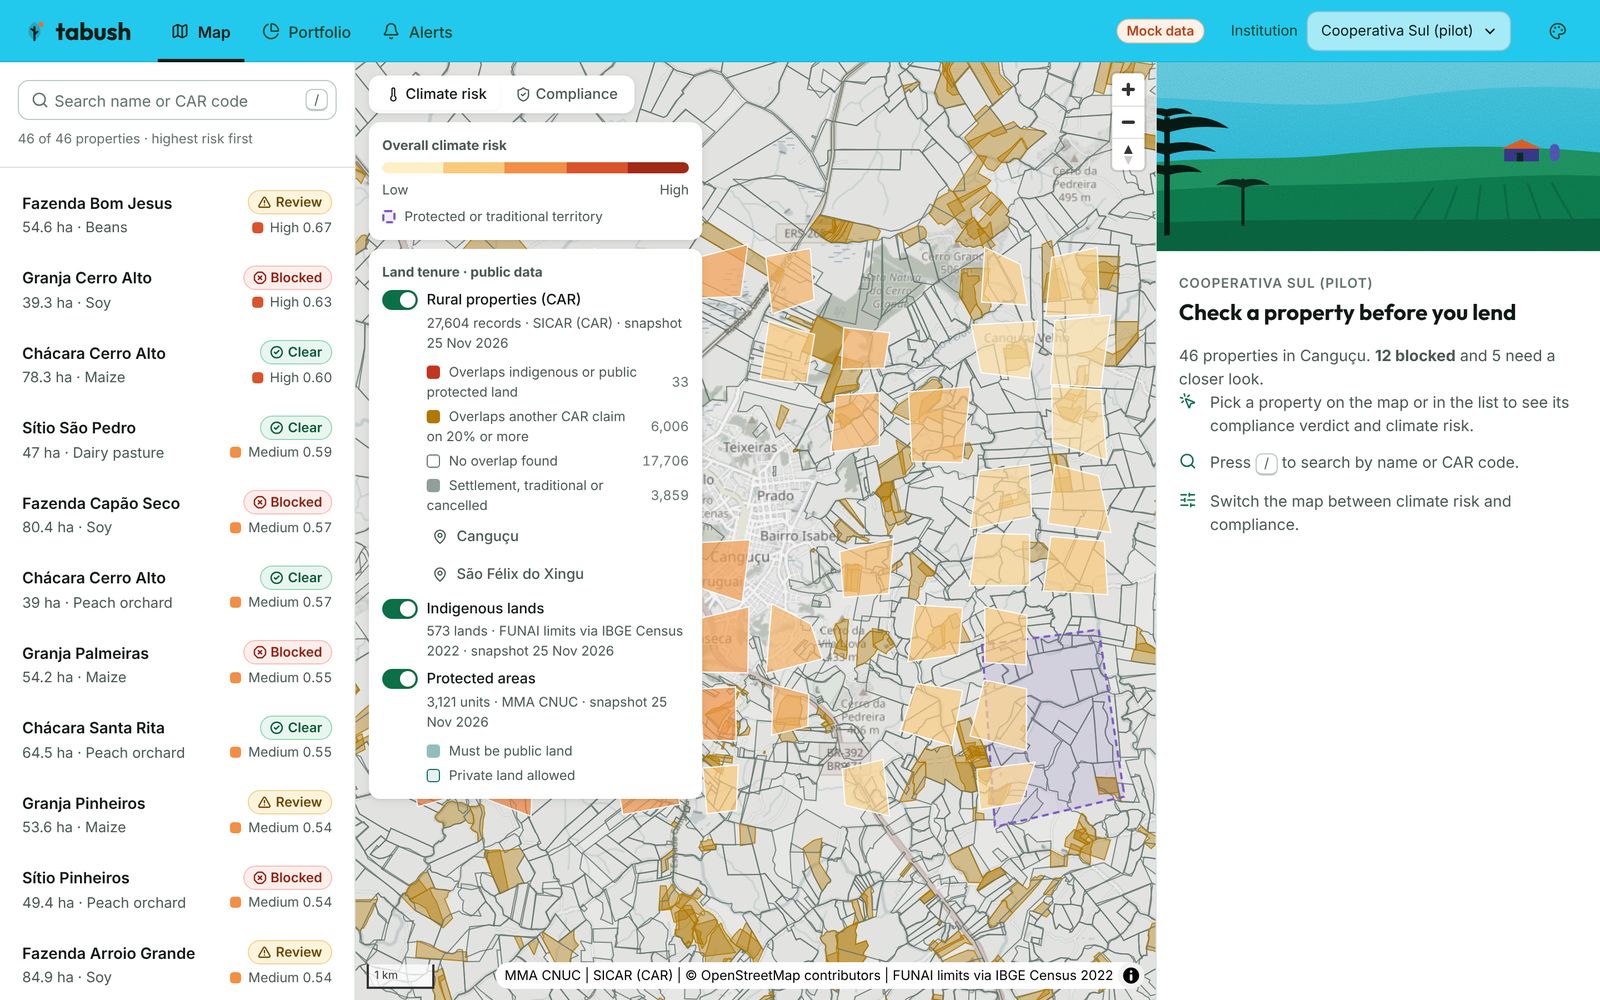 tabush
Map
Portfolio
Alerts
Mock data
Institution
Cooperativa Sul (pilot)
Search name or CAR code
/
46 of 46 properties · highest risk first
Fazenda Bom Jesus
Review
54.6 ha · Beans
High 0.67
Granja Cerro Alto
Blocked
39.3 ha · Soy
High 0.63
Chácara Cerro Alto
Clear
78.3 ha · Maize
High 0.60
Sítio São Pedro
Clear
47 ha · Dairy pasture
Medium 0.59
Fazenda Capão Seco
Blocked
80.4 ha · Soy
Medium 0.57
Chácara Cerro Alto
Clear
39 ha · Peach orchard
Medium 0.57
Granja Palmeiras
Blocked
54.2 ha · Maize
Medium 0.55
Chácara Santa Rita
Clear
64.5 ha · Peach orchard
Medium 0.55
Granja Pinheiros
Review
53.6 ha · Maize
Medium 0.54
Sítio Pinheiros
Blocked
49.4 ha · Peach orchard
Medium 0.54
Fazenda Arroio Grande
Review
84.9 ha · Soy
Medium 0.54
Climate risk
Compliance
Overall climate risk
Low
High
Protected or traditional territory
Land tenure · public data
Rural properties (CAR)
27,604 records · SICAR (CAR) · snapshot
25 Nov 2026
Overlaps indigenous or public
protected land
33
Overlaps another CAR claim
on 20% or more
6,006
No overlap found
17,706
Settlement, traditional or
cancelled
3,859
Canguçu
São Félix do Xingu
Indigenous lands
573 lands · FUNAI limits via IBGE Census
2022 · snapshot 25 Nov 2026
Protected areas
3,121 units · MMA CNUC · snapshot 25
Nov 2026
Must be public land
Private land allowed
Cerro da
Pedreira
495 m
Cerro Grande
Canguçu Velho
Teixeiras
Prado
Bairro Isabel
Canguçu
Cerro da
Pedreira
BR-392
1 km
MMA CNUC | SICAR (CAR) | © OpenStreetMap contributors | FUNAI limits via IBGE Census 2022
COOPERATIVA SUL (PILOT)
Check a property before you lend
46 properties in Canguçu. 12 blocked and 5 need a
closer look.
Pick a property on the map or in the list to see its
compliance verdict and climate risk.
Press / to search by name or CAR code.
Switch the map between climate risk and
compliance.